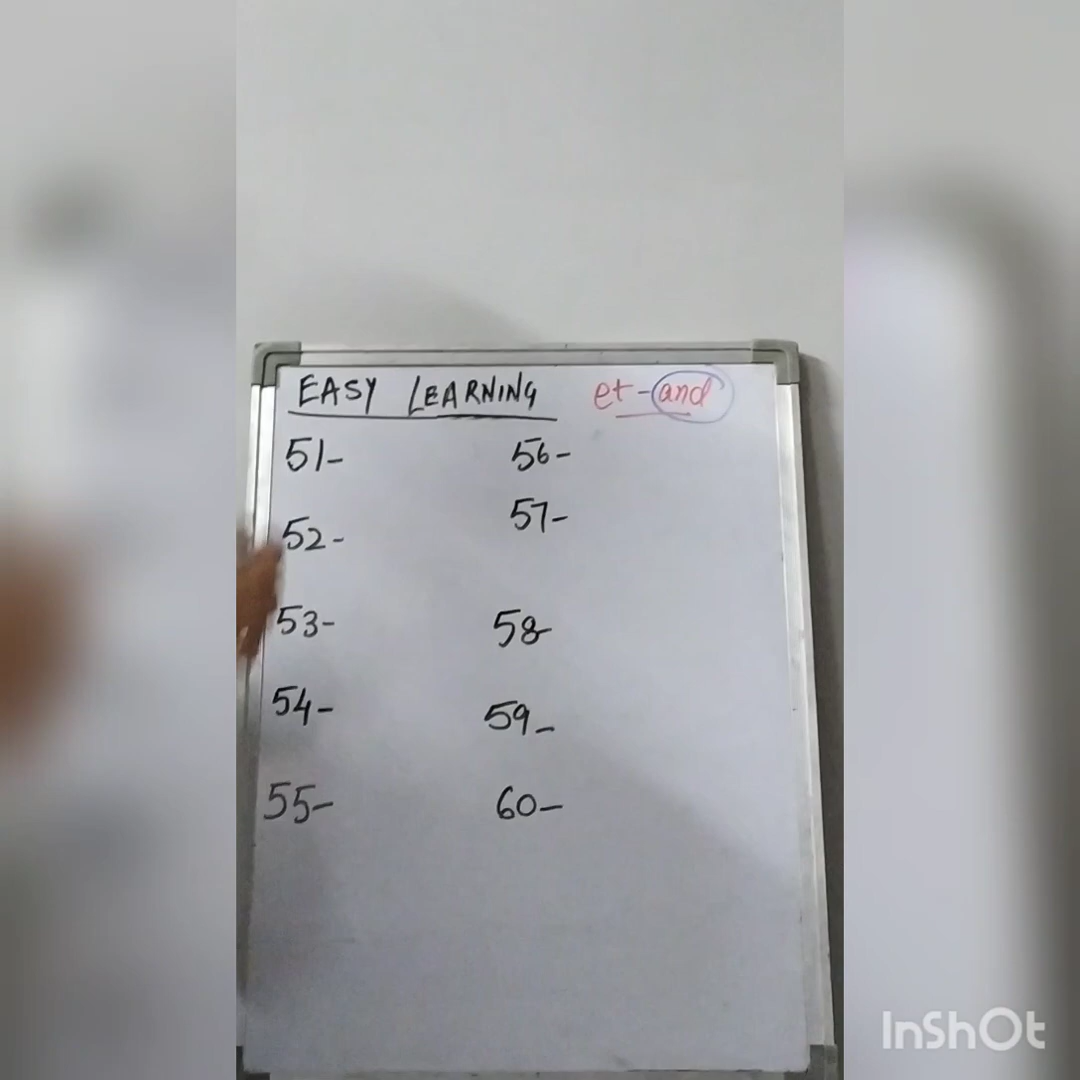 EASY LEARNING et-and
51- 56-
52- 57-
53- 58-
54- 59-
55- 60-
InShOt